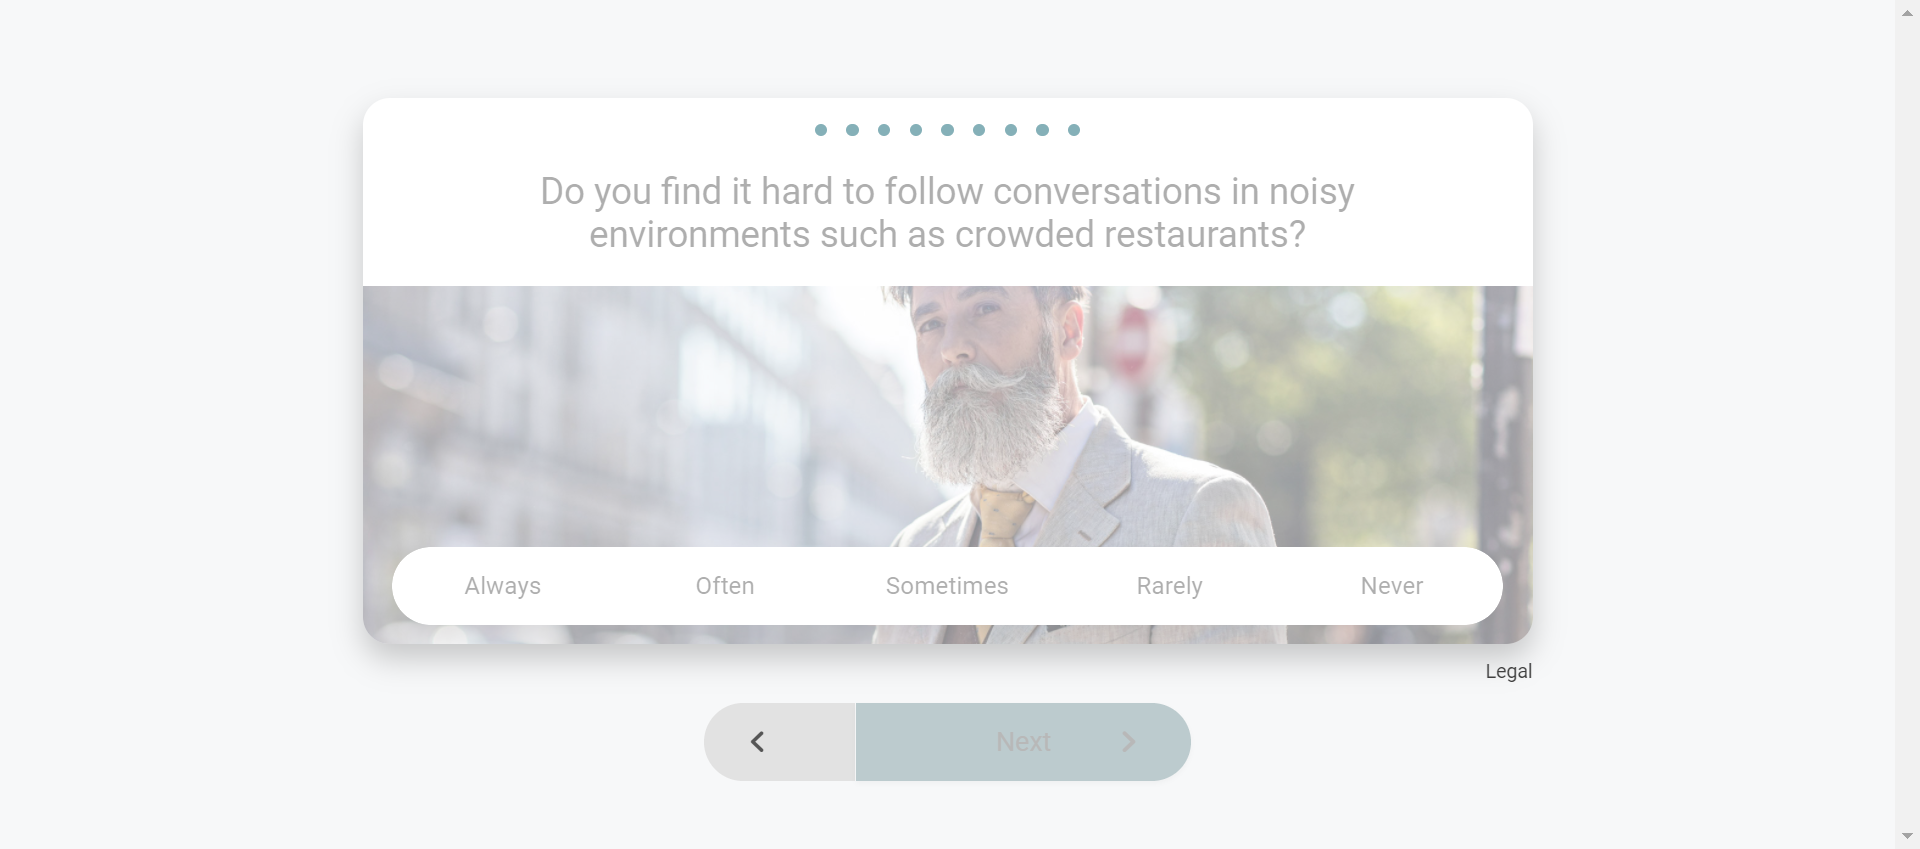 Do you find it hard to follow conversations in noisy
environments such as crowded restaurants?
Always Often Sometimes Rarely Never
Legal
Next